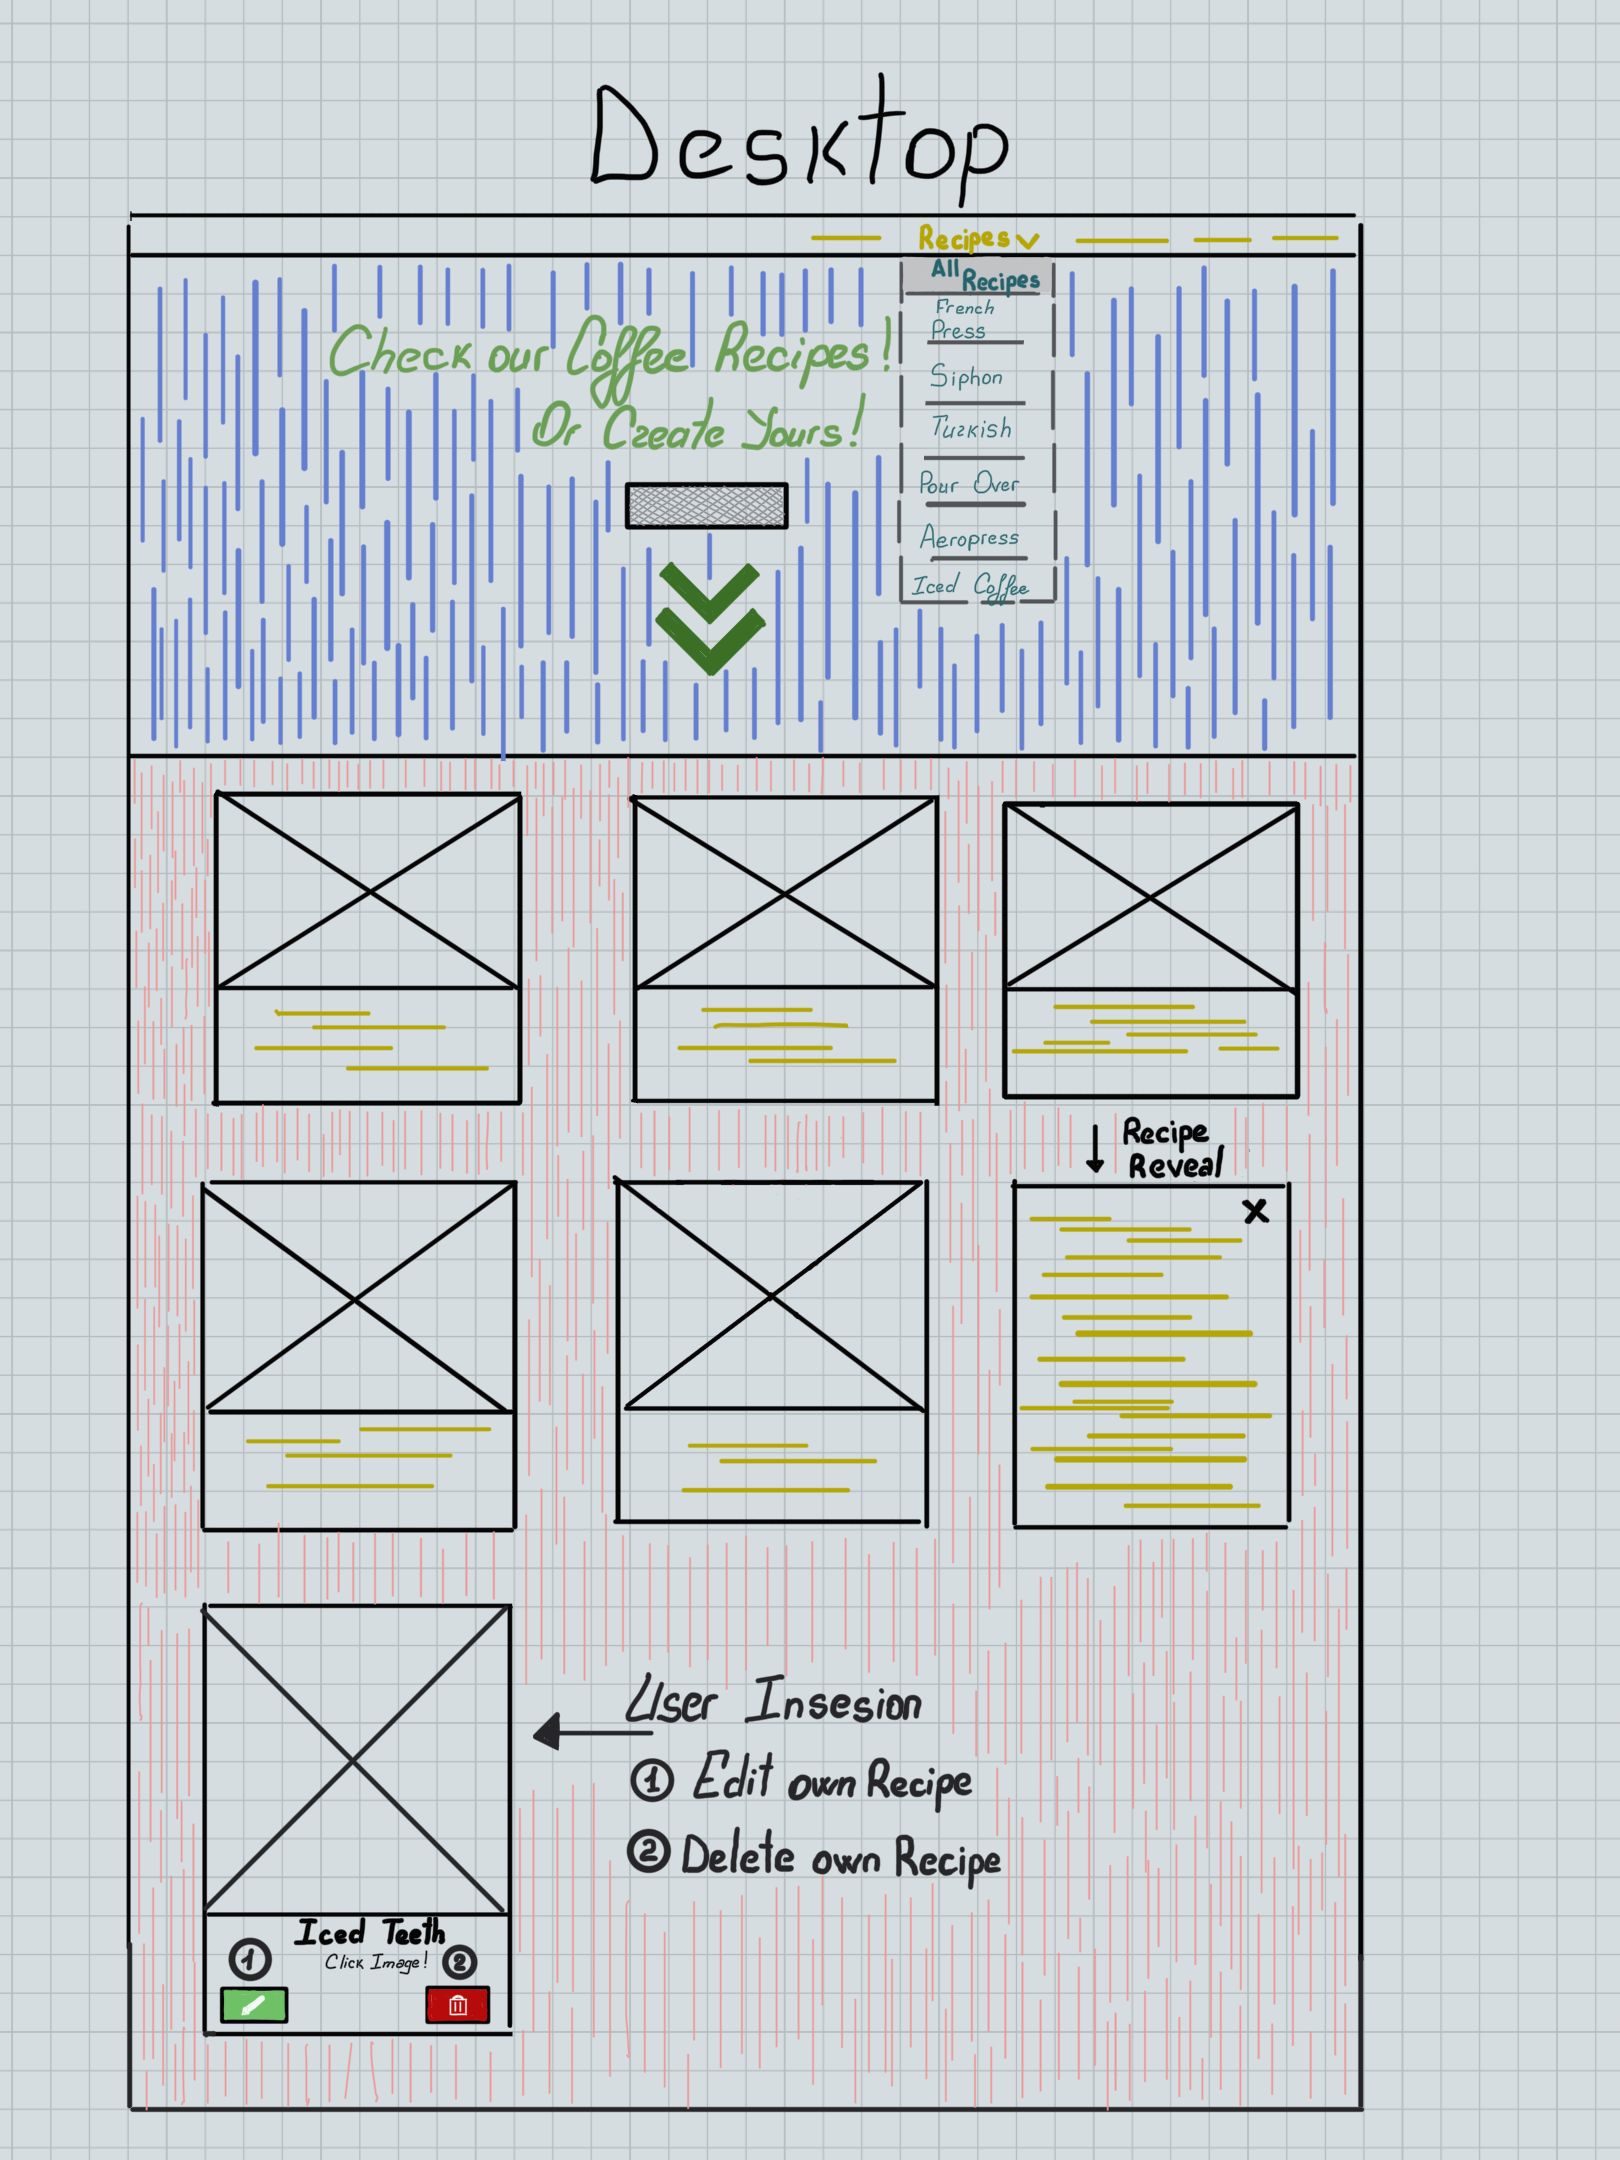 Desktop
Recipes
All
Recipes
French
Press
Siphon
Turkish
Pour Over
Aeropress
Iced Coffee
Check our Coffee Recipes!
Or Create Yours!
Recipe
Reveal
X
User Insesion
1 Edit own Recipe
2 Delete own Recipe
Iced Teeth
Click Image!
1
2